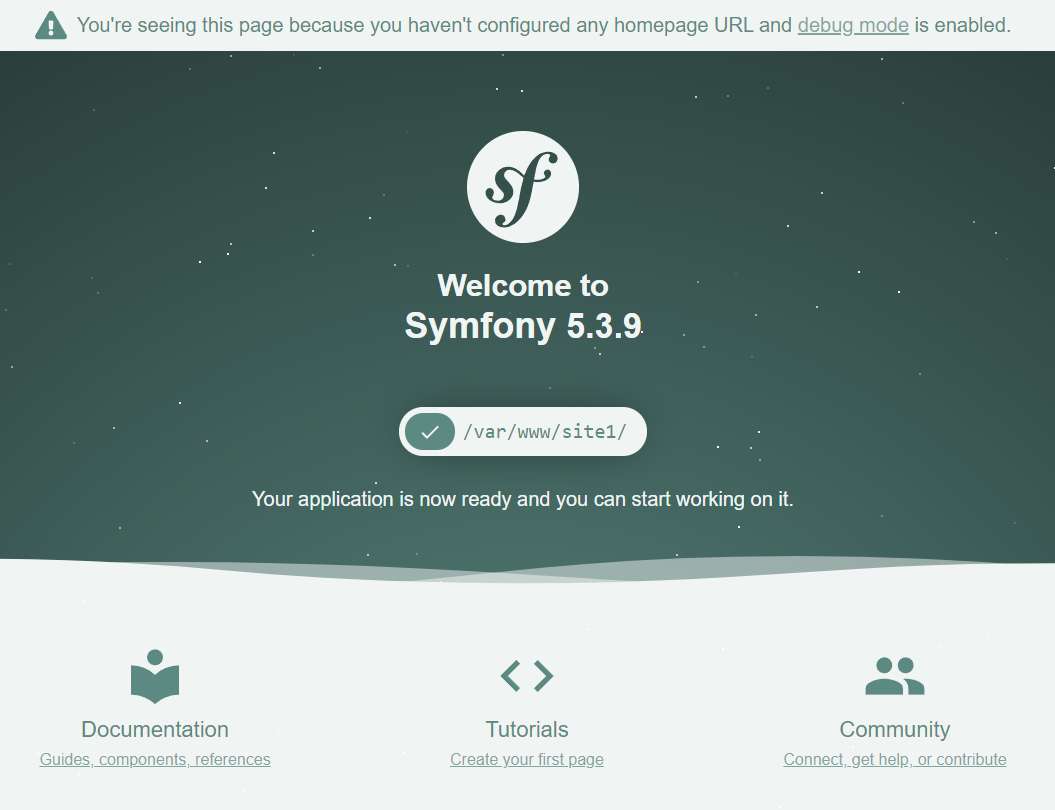 You're seeing this page because you haven't configured any homepage URL and debug mode is enabled.
sf
Welcome to
Symfony 5.3.9
/var/www/site1/
Your application is now ready and you can start working on it.
Documentation
Guides, components, references
Tutorials
Create your first page
Community
Connect, get help, or contribute